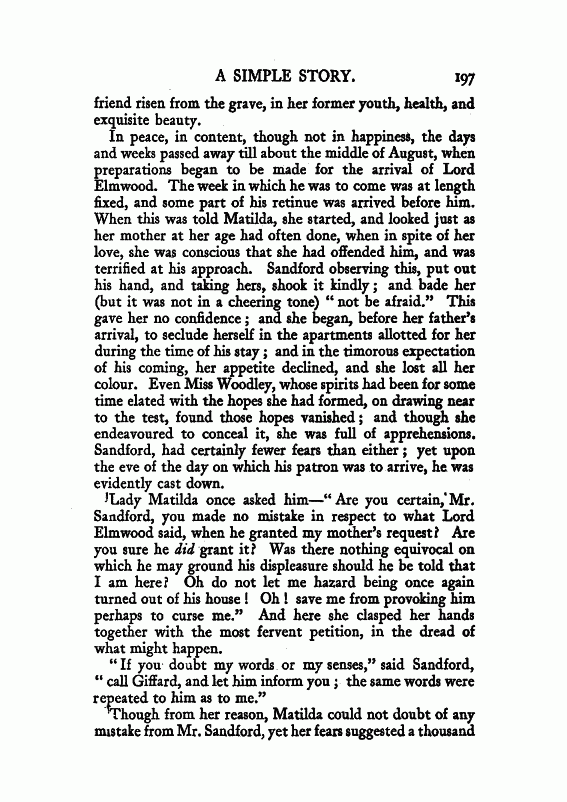 A SIMPLE STORY. 197
friend risen from the grave, in her former youth, health, and
exquisite beauty.
In peace, in content, though not in happiness, the days
and weeks passed away till about the middle of August, when
preparations began to be made for the arrival of Lord
Elmwood. The week in which he was to come was at length
fixed, and some part of his retinue was arrived before him.
When this was told Matilda, she started, and looked just as
her mother at her age had often done, when in spite of her
love, she was conscious that she had offended him, and was
terrified at his approach. Sandford observing this, put out
his hand, and taking hers, shook it kindly; and bade her
(but it was not in a cheering tone) "not be afraid." This
gave her no confidence; and she began, before her father's
arrival, to seclude herself in the apartments allotted for her
during the time of his stay; and in the timorous expectation
of his coming, her appetite declined, and she lost all her
colour. Even Miss Woodley, whose spirits had been for some
time elated with the hopes she had formed, on drawing near
to the test, found those hopes vanished; and though she
endeavoured to conceal it, she was full of apprehensions.
Sandford, had certainly fewer fears than either; yet upon
the eve of the day on which his patron was to arrive, he was
evidently cast down.
Lady Matilda once asked him—"Are you certain, Mr.
Sandford, you made no mistake in respect to what Lord
Elmwood said, when he granted my mother's request? Are
you sure he did grant it? Was there nothing equivocal on
which he may ground his displeasure should he be told that
I am here? Oh do not let me hazard being once again
turned out of his house! Oh! save me from provoking him
perhaps to curse me." And here she clasped her hands
together with the most fervent petition, in the dread of
what might happen.
"If you doubt my words or my senses," said Sandford,
"call Giffard, and let him inform you; the same words were
repeated to him as to me."
Though from her reason, Matilda could not doubt of any
mistake from Mr. Sandford, yet her fears suggested a thousand